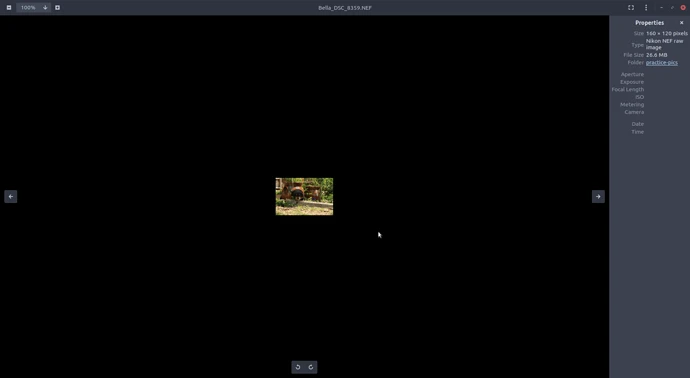 100%
Bella_DSC_8359.NEF
Properties
Size 160 × 120 pixels
Type Nikon NEF raw
image
File Size 26.6 MB
Folder practice-pics
Aperture
Exposure
Focal Length
ISO
Metering
Camera
Date
Time